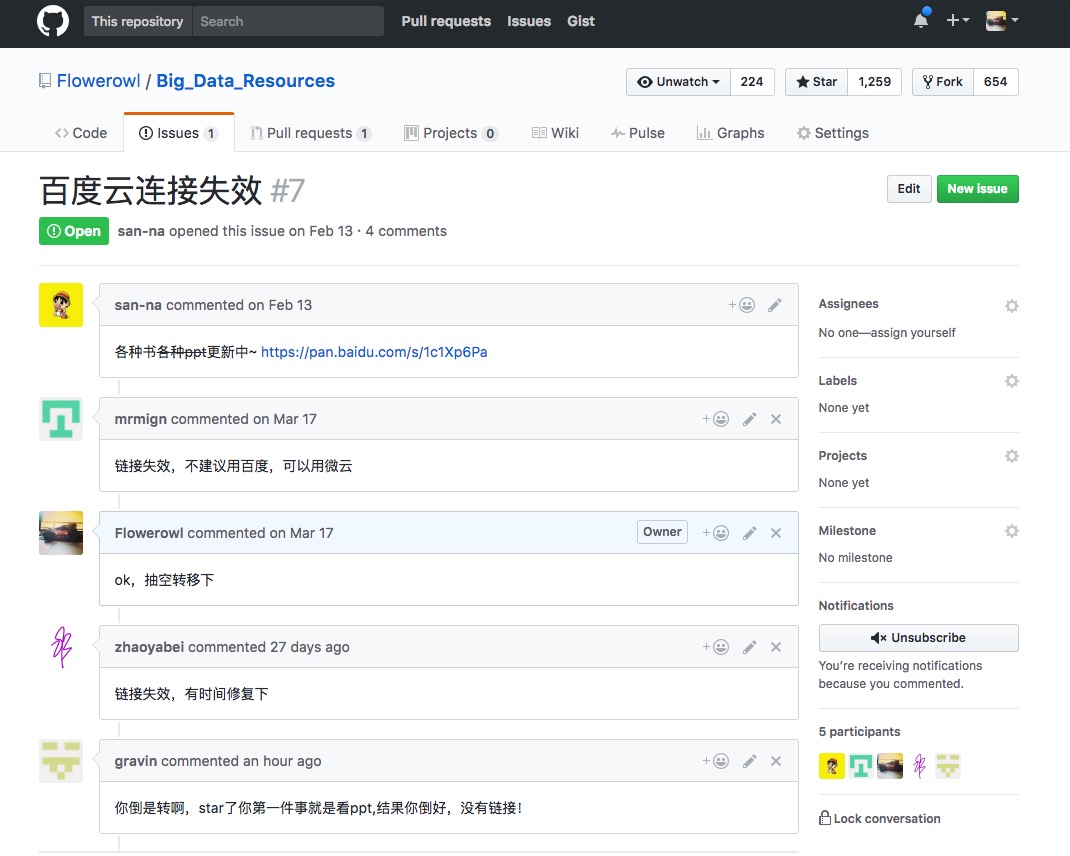 This repository Search Pull requests Issues Gist
Flowerowl / Big_Data_Resources Unwatch 224 Star 1,259 Fork 654
Code Issues 1 Pull requests 1 Projects 0 Wiki Pulse Graphs Settings
百度云连接失效 #7 Edit New issue
Open san-na opened this issue on Feb 13 · 4 comments
san-na commented on Feb 13
各种书各种ppt更新中~ https://pan.baidu.com/s/1c1Xp6Pa
mrmign commented on Mar 17
链接失效，不建议用百度，可以用微云
Flowerowl commented on Mar 17 Owner
ok，抽空转移下
zhaoyabei commented 27 days ago
链接失效，有时间修复下
gravin commented an hour ago
你倒是转啊，star了你第一件事就是看ppt,结果你倒好，没有链接！
Assignees
No one—assign yourself
Labels
None yet
Projects
None yet
Milestone
No milestone
Notifications
Unsubscribe
You're receiving notifications
because you commented.
5 participants
Lock conversation